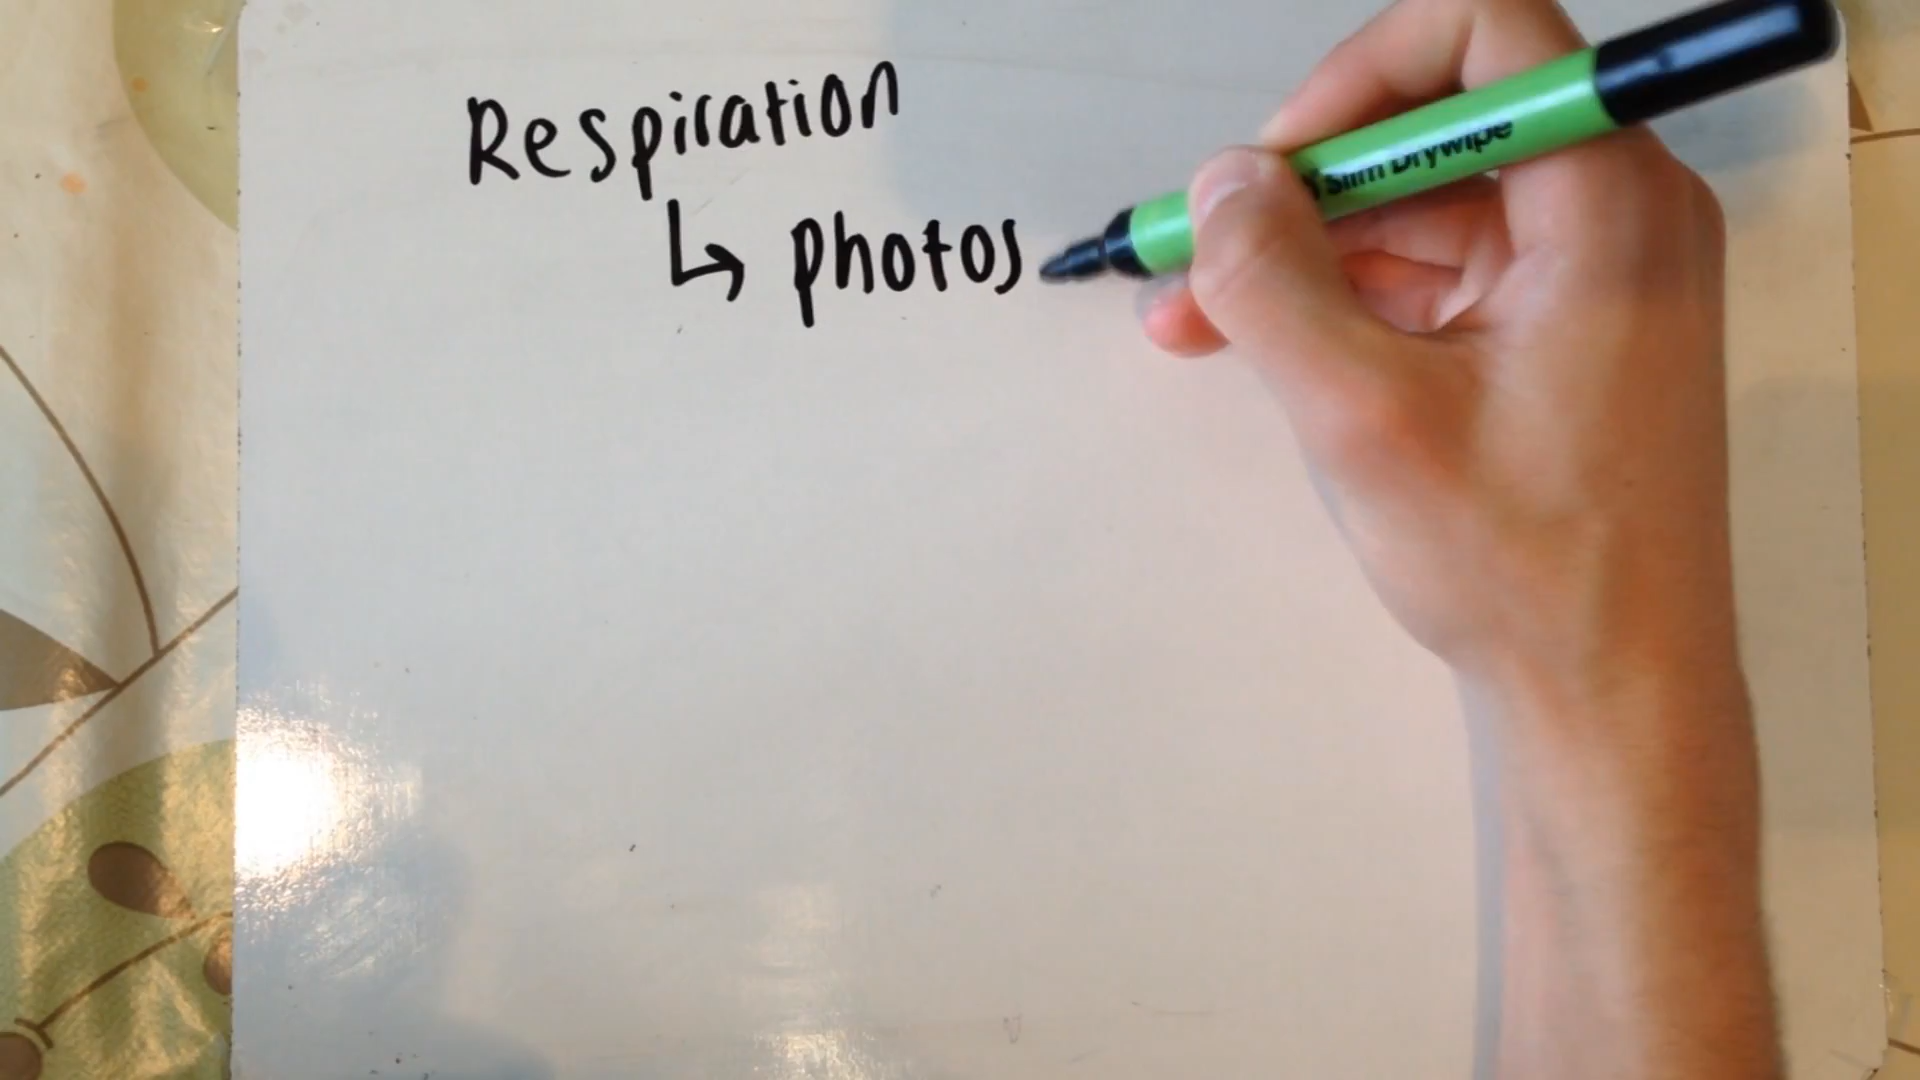 Respiration
↳ photos
Slim Drywipe